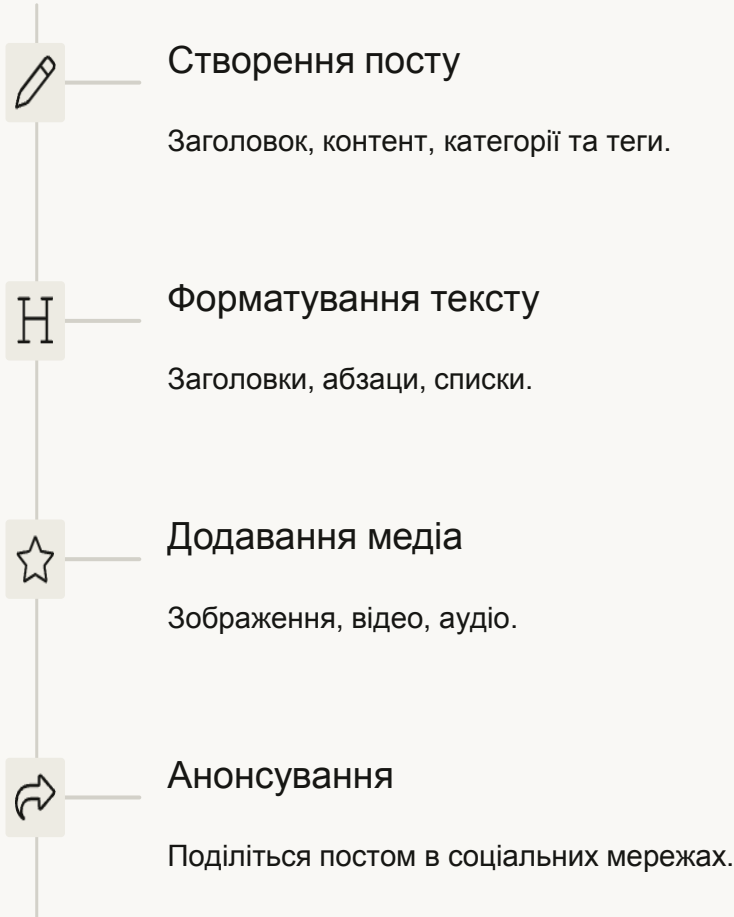 Створення посту
Заголовок, контент, категорії та теги.
H
Форматування тексту
Заголовки, абзаци, списки.
Додавання медіа
Зображення, відео, аудіо.
Анонсування
Поділіться постом в соціальних мережах.